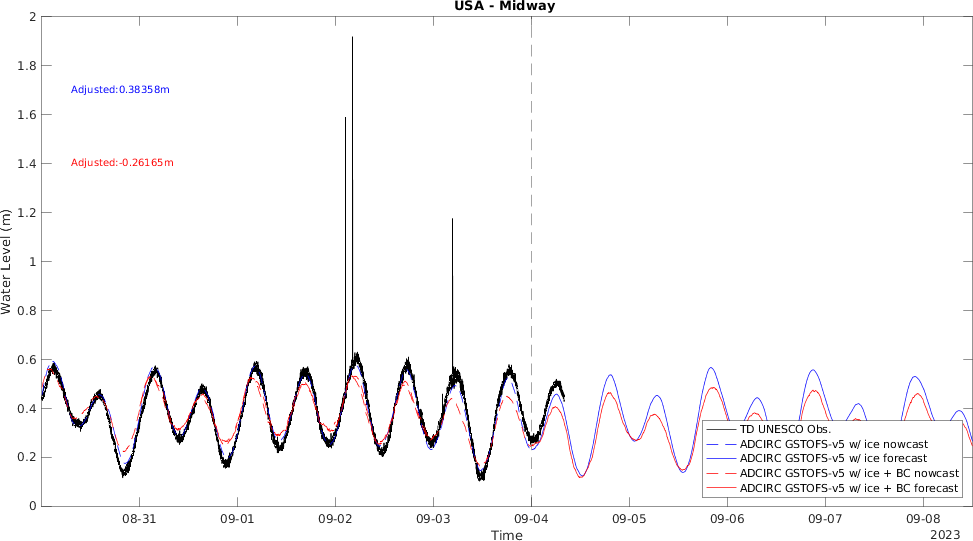 USA - Midway
2
1.8
1.6
1.4
1.2
1
0.8
0.6
0.4
0.2
0
Water Level (m)
Adjusted:0.38358m
Adjusted:-0.26165m
TD UNESCO Obs.
ADCIRC GSTOFS-v5 w/ ice nowcast
ADCIRC GSTOFS-v5 w/ ice forecast
ADCIRC GSTOFS-v5 w/ ice + BC nowcast
ADCIRC GSTOFS-v5 w/ ice + BC forecast
08-31 09-01 09-02 09-03 09-04 09-05 09-06 09-07 09-08
Time
2023